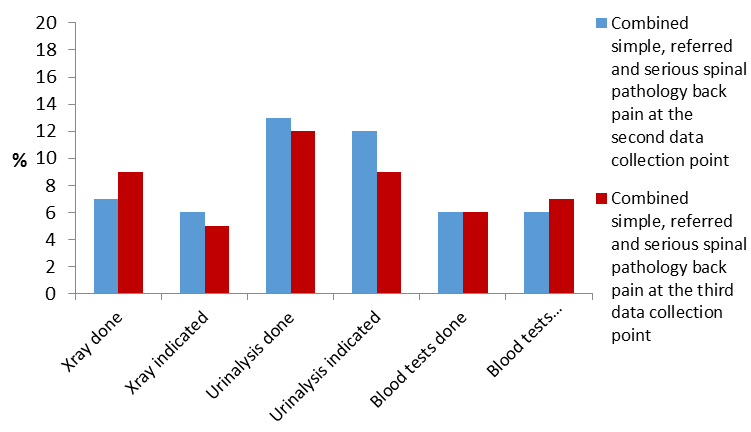 20
18
16
14
12
10
8
6
4
2
0
%
Xray done
Xray indicated
Urinalysis done
Urinalysis indicated
Blood tests done
Blood tests...
Combined
simple, referred
and serious spinal
pathology back
pain at the
second data
collection point
Combined
simple, referred
and serious spinal
pathology back
pain at the third
data collection
point